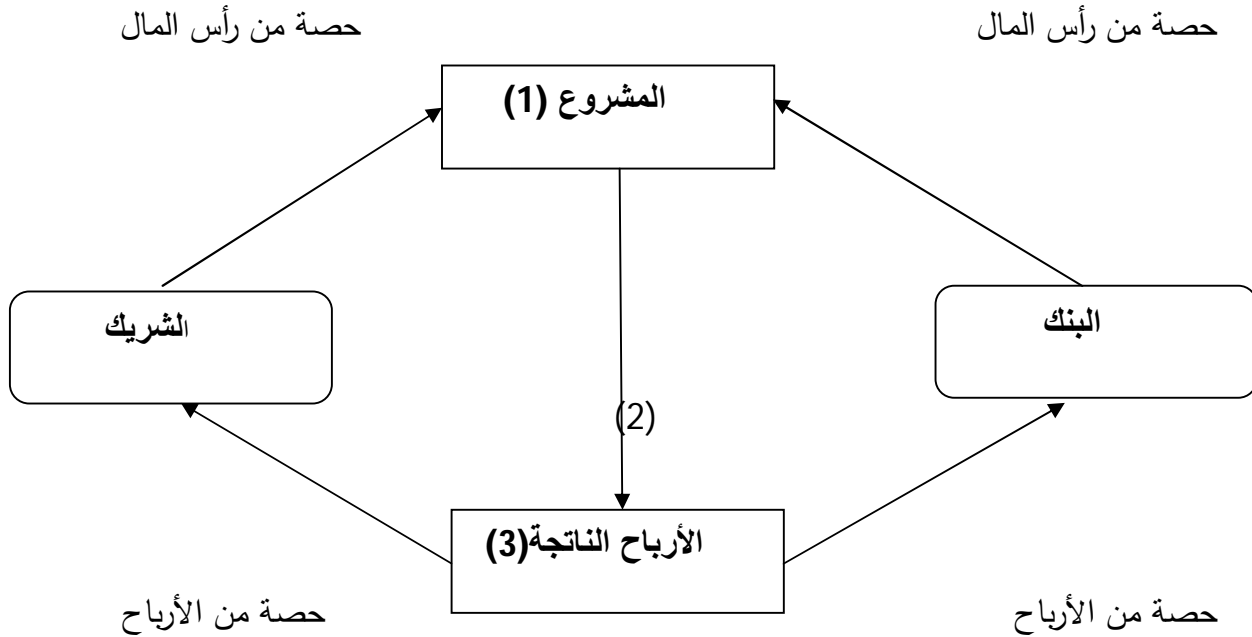 حصة من رأس المال
حصة من رأس المال
المشروع (1)
البنك
الشريك
(2)
الأرباح الناتجة(3)
حصة من الأرباح
حصة من الأرباح